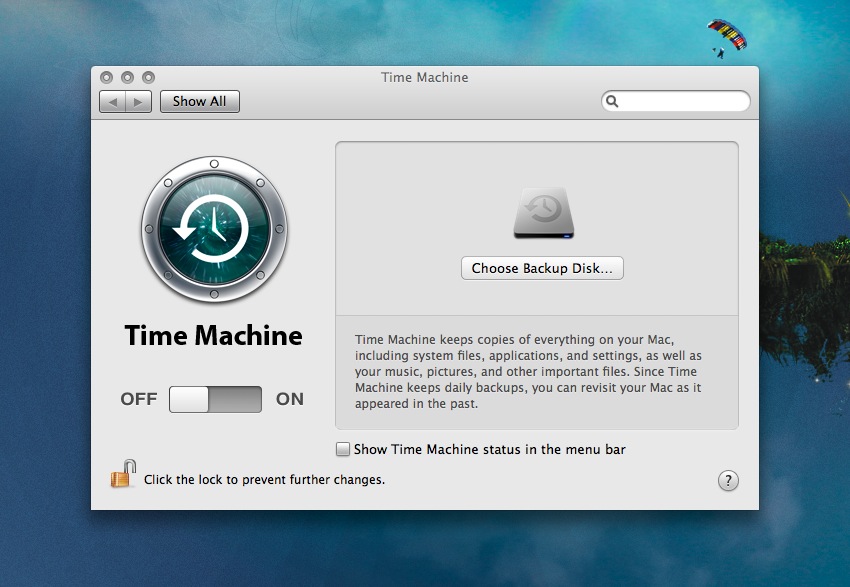 Time Machine
Show All
Choose Backup Disk...
Time Machine
Time Machine keeps copies of everything on your Mac,
including system files, applications, and settings, as well as
your music, pictures, and other important files. Since Time
Machine keeps daily backups, you can revisit your Mac as it
appeared in the past.
OFF ON
Show Time Machine status in the menu bar
Click the lock to prevent further changes.
?